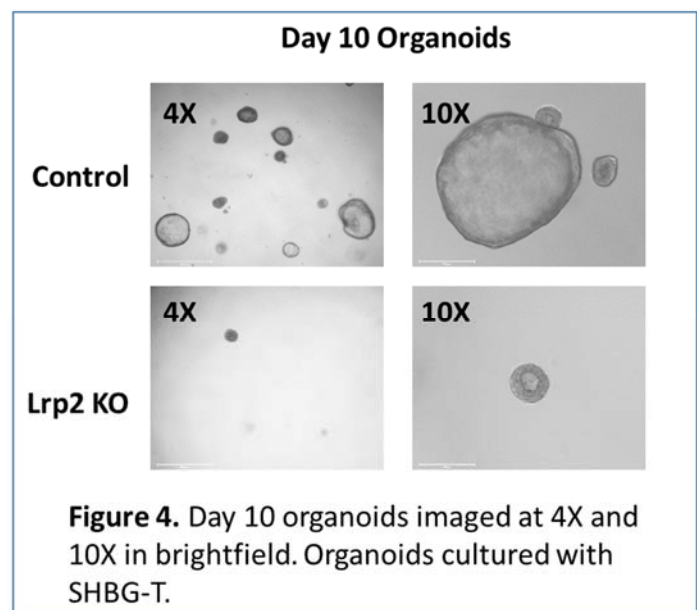 Day 10 Organoids
Control
4X
10X
Lrp2 KO
4X
10X
Figure 4. Day 10 organoids imaged at 4X and
10X in brightfield. Organoids cultured with
SHBG-T.